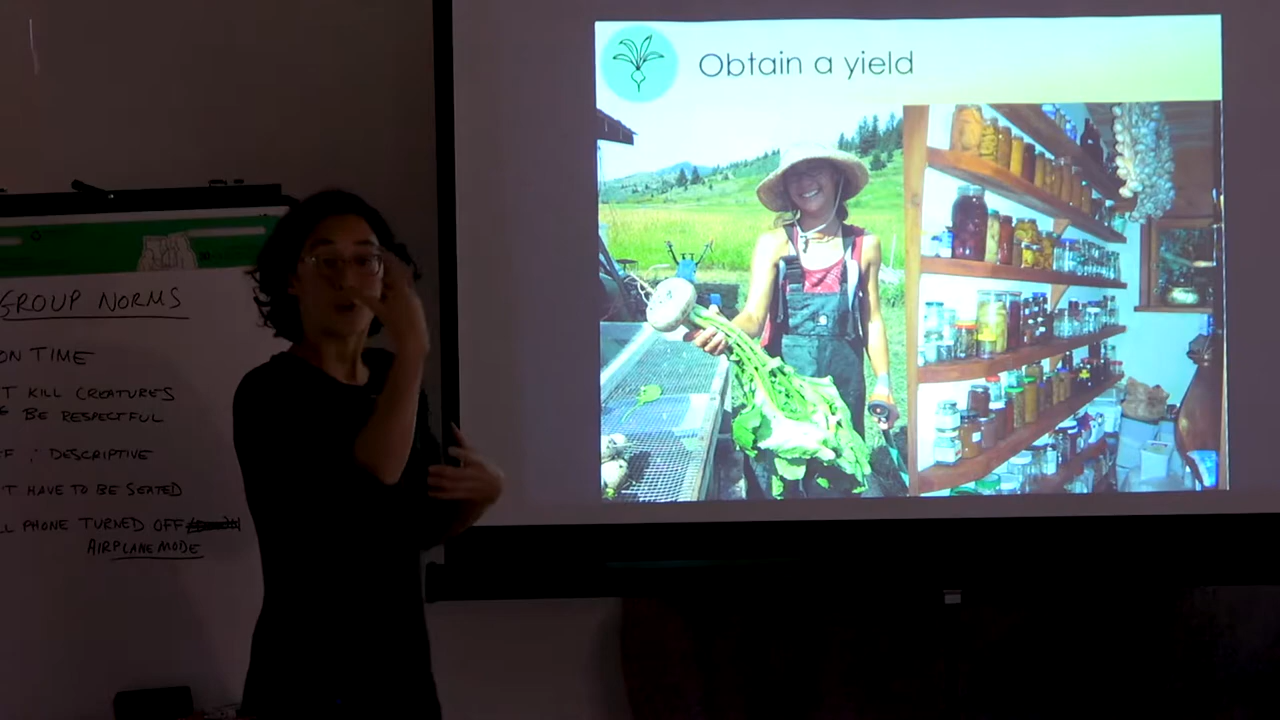 Obtain a yield
GROUP NORMS
ON TIME
T KILL CREATURES
BE RESPECTFUL
F : DESCRIPTIVE
T HAVE TO BE SEATED
LL PHONE TURNED OFF
AIRPLANE MODE